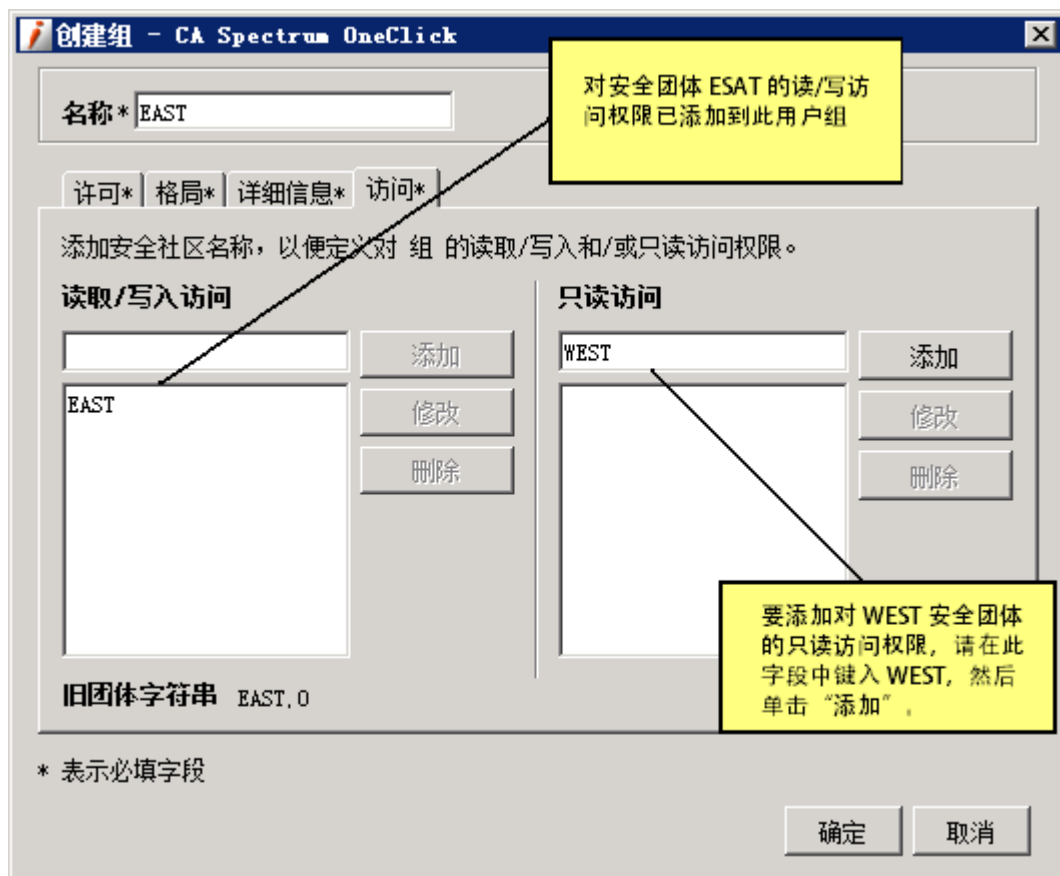 创建组 - CA Spectrum OneClick
对安全团体 ESAT 的读/写访
问权限已添加到此用户组
名称* EAST
许可* 格局* 详细信息* 访问*
添加安全社区名称，以便定义对 组 的读取/写入和/或只读访问权限。
读取/写入访问 只读访问
添加 WEST 添加
EAST 修改 修改
删除 删除
要添加对 WEST 安全团体
的只读访问权限，请在此
字段中键入 WEST，然后
单击“添加”.
旧团体字符串 EAST,0
* 表示必填字段
确定 取消